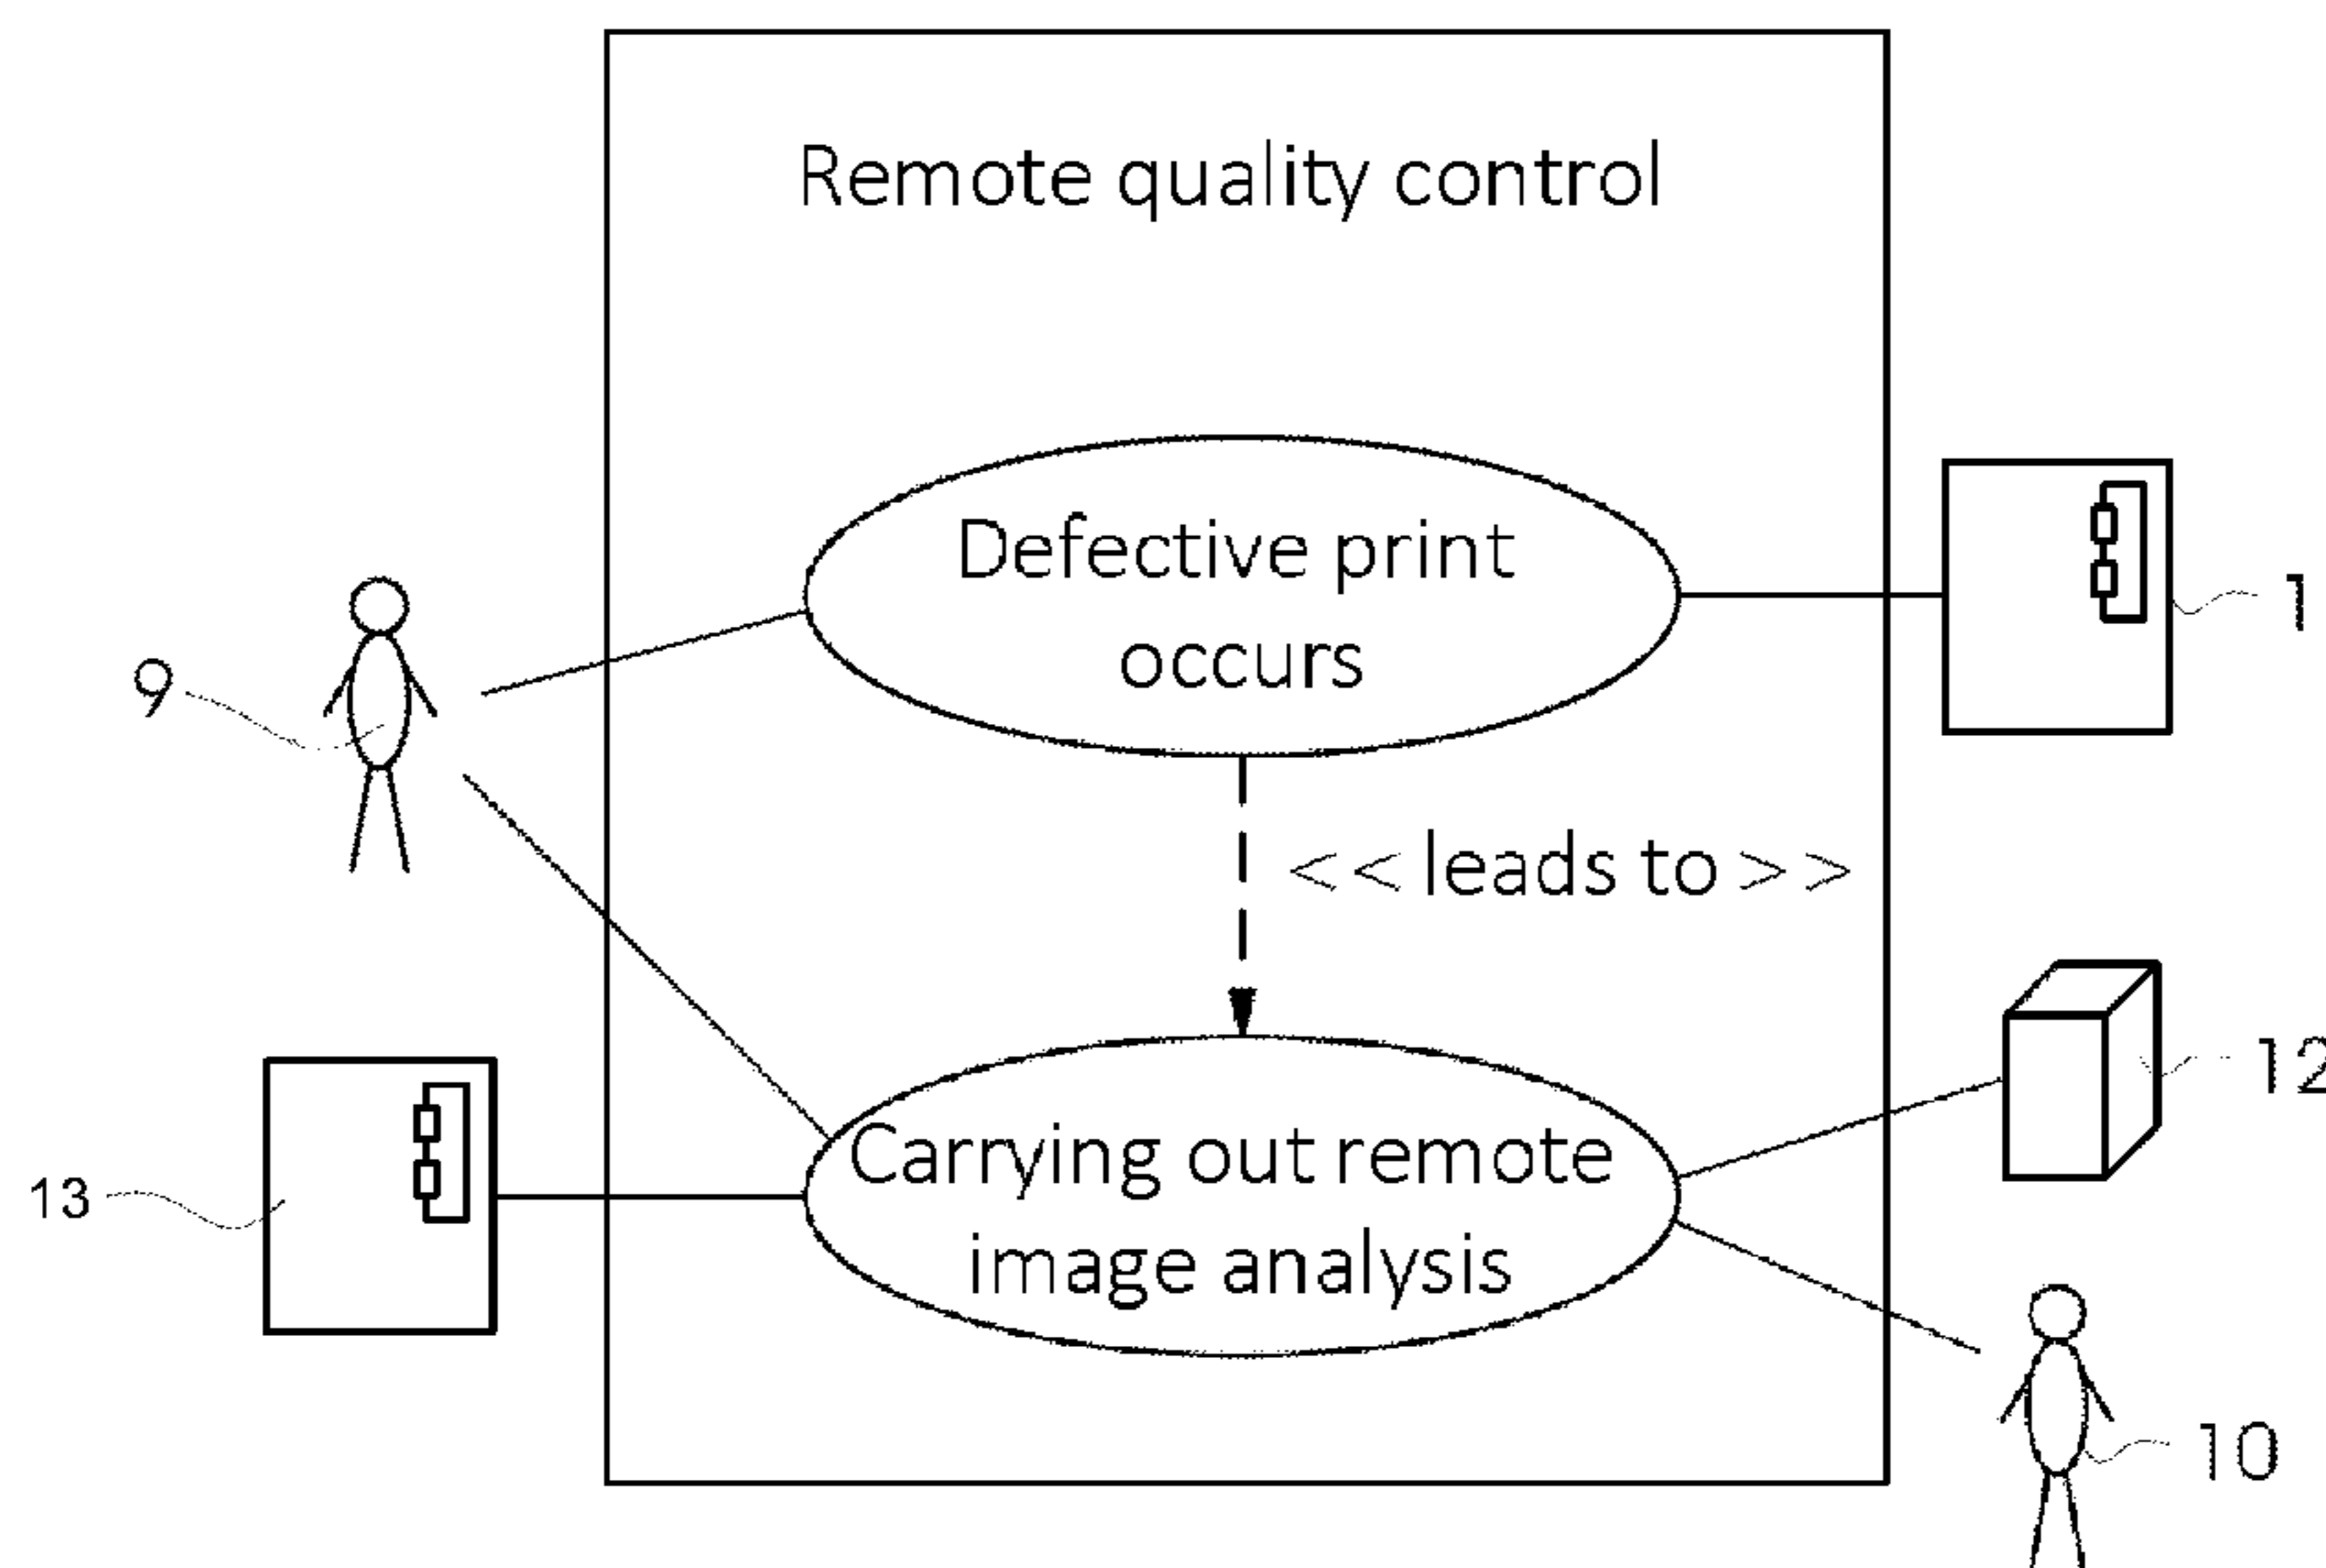 Remote quality control
Defective print
occurs
1
9
<< leads to >>
12
Carrying out remote
image analysis
13
10